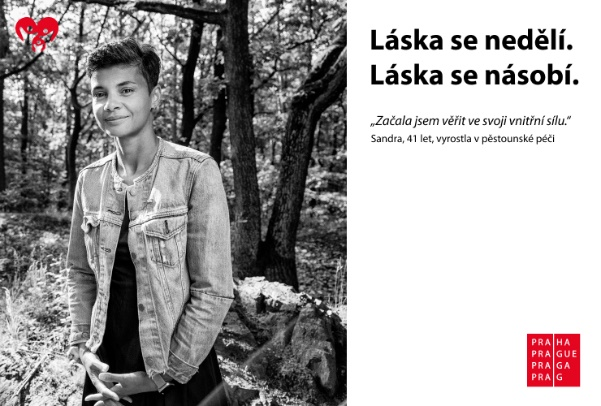 Láska se nedělí.
Láska se násobí.
„Začala jsem věřit ve svoji vnitřní sílu.“
Sandra, 41 let, vyrostla v pěstounské péči
PRAHA
PRAGUE
PRAGA
PRAG